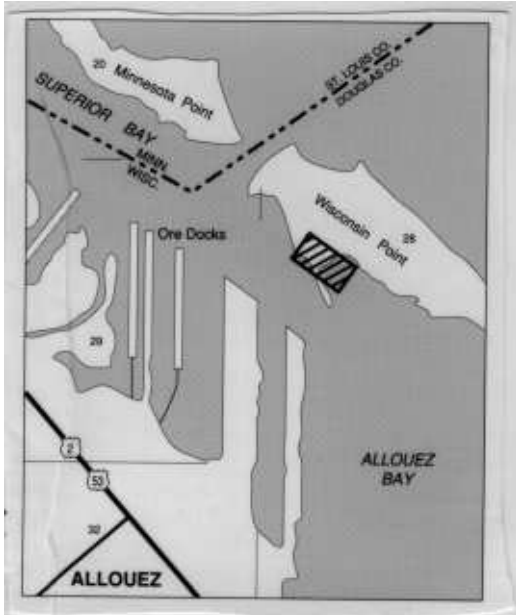 20
Minnesota Point
ST. LOUIS CO.
DOUGLAS CO.
SUPERIOR BAY
MINN.
WISC.
Wisconsin Point
28
Ore Docks
29
2
53
32
ALLOUEZ
BAY
ALLOUEZ